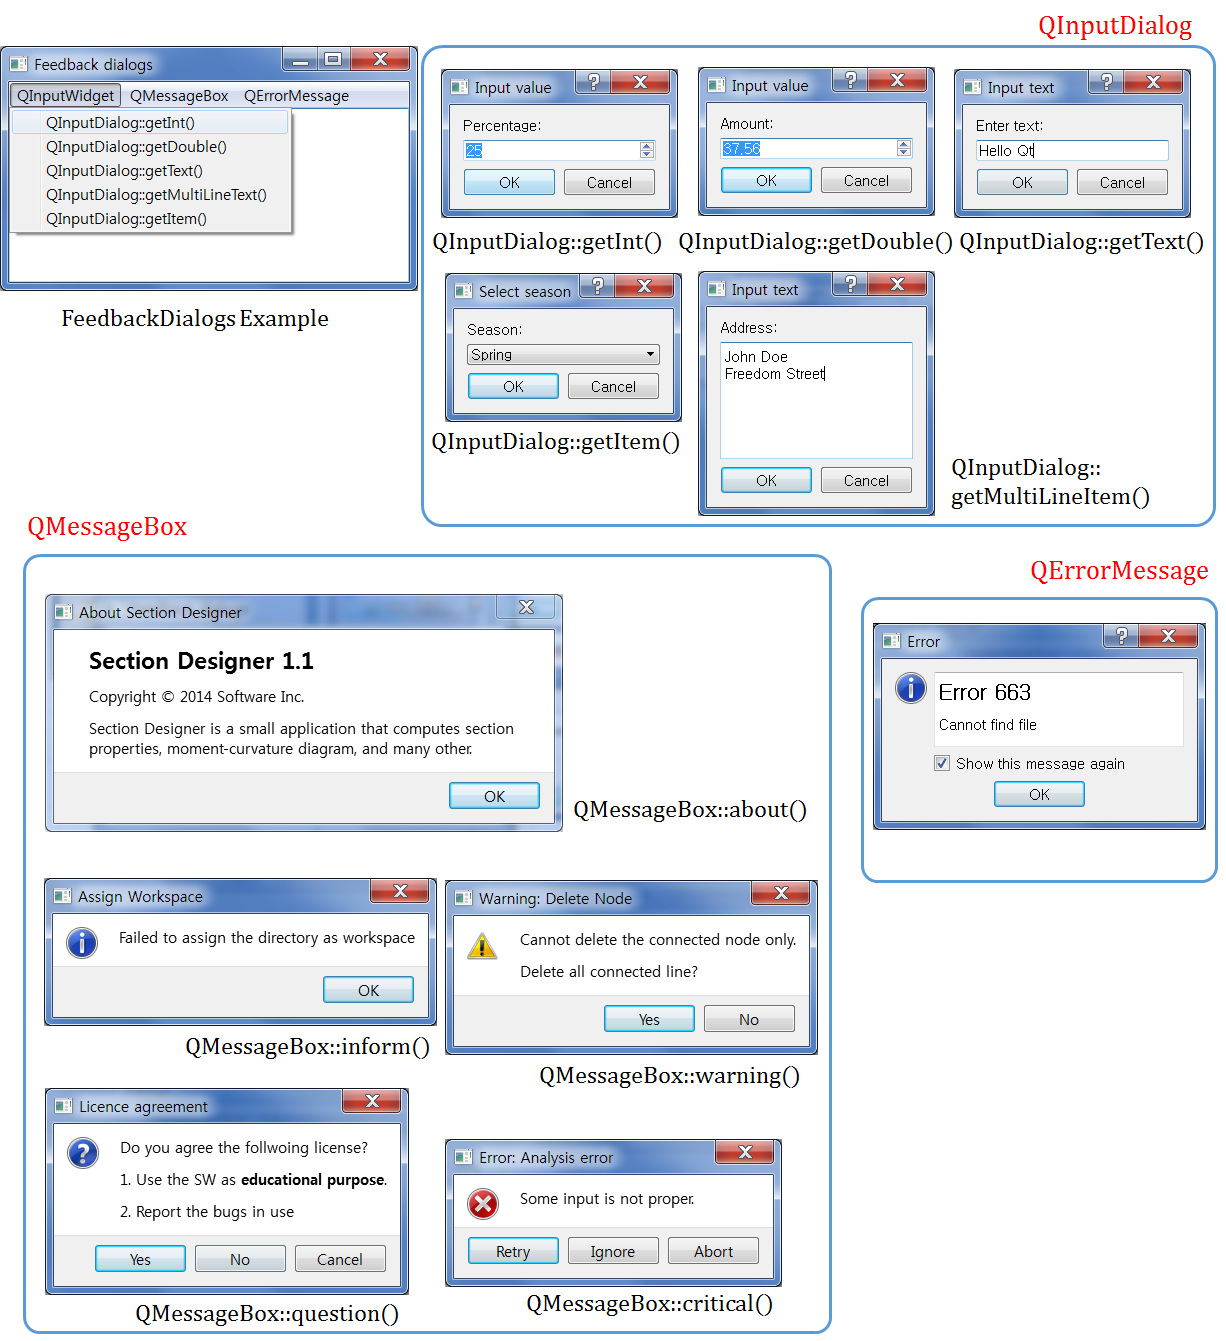 QInputDialog
Feedback dialogs
QInputWidget QMessageBox QErrorMessage
QInputDialog::getInt()
QInputDialog::getDouble()
QInputDialog::getText()
QInputDialog::getMultiLineText()
QInputDialog::getItem()
FeedbackDialogs Example
Input value
Percentage:
25
OK Cancel
QInputDialog::getInt()
Input value
Amount:
37.56
OK Cancel
QInputDialog::getDouble()
Input text
Enter text:
Hello Qt
OK Cancel
QInputDialog::getText()
Select season
Season:
Spring
OK Cancel
QInputDialog::getItem()
Input text
Address:
John Doe
Freedom Street
OK Cancel
QInputDialog::
getMultiLineItem()
QMessageBox
About Section Designer
Section Designer 1.1
Copyright © 2014 Software Inc.
Section Designer is a small application that computes section
properties, moment-curvature diagram, and many other.
OK
QMessageBox::about()
Assign Workspace
Failed to assign the directory as workspace
OK
QMessageBox::inform()
Warning: Delete Node
Cannot delete the connected node only.
Delete all connected line?
Yes No
QMessageBox::warning()
Licence agreement
Do you agree the follwoing license?
1. Use the SW as educational purpose.
2. Report the bugs in use
Yes No Cancel
QMessageBox::question()
Error: Analysis error
Some input is not proper.
Retry Ignore Abort
QMessageBox::critical()
QErrorMessage
Error
Error 663
Cannot find file
Show this message again
OK